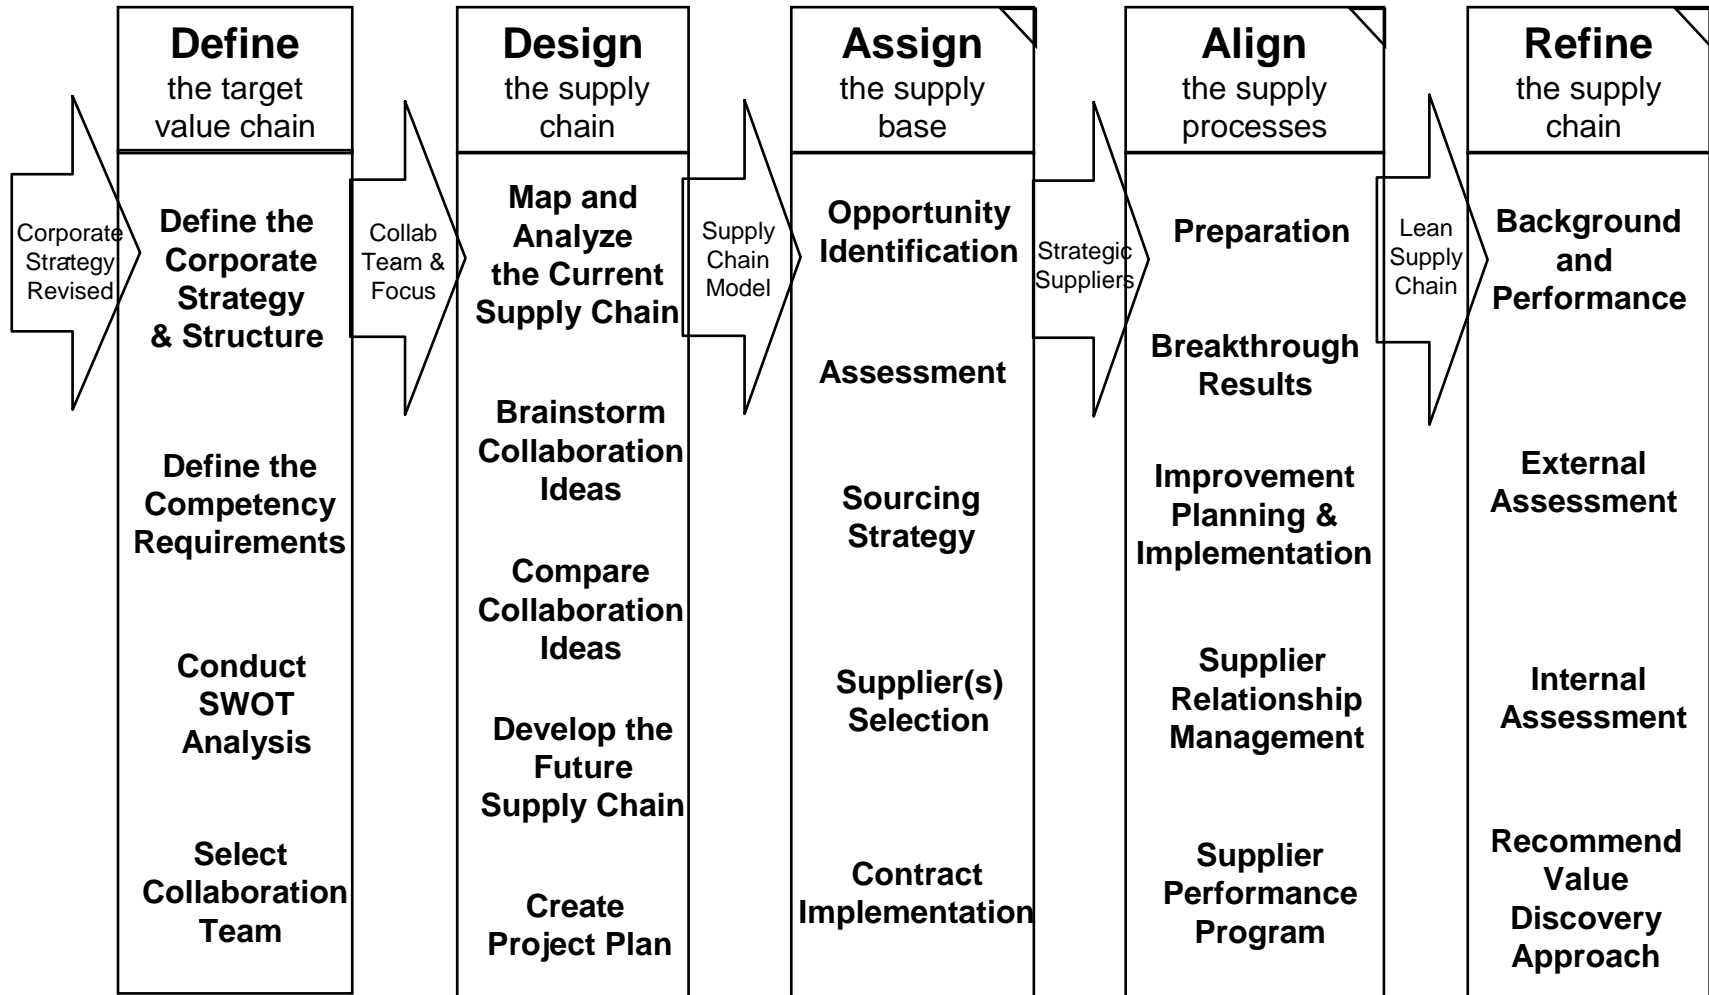 Define
the target
value chain
Corporate
Strategy
Revised
Define the
Corporate
Strategy
& Structure
Define the
Competency
Requirements
Conduct
SWOT
Analysis
Select
Collaboration
Team
Collab
Team &
Focus
Design
the supply
chain
Map and
Analyze
the Current
Supply Chain
Brainstorm
Collaboration
Ideas
Compare
Collaboration
Ideas
Develop the
Future
Supply Chain
Create
Project Plan
Supply
Chain
Model
Assign
the supply
base
Opportunity
Identification
Assessment
Sourcing
Strategy
Supplier(s)
Selection
Contract
Implementation
Strategic
Suppliers
Align
the supply
processes
Preparation
Breakthrough
Results
Improvement
Planning &
Implementation
Supplier
Relationship
Management
Supplier
Performance
Program
Lean
Supply
Chain
Refine
the supply
chain
Background
and
Performance
External
Assessment
Internal
Assessment
Recommend
Value
Discovery
Approach